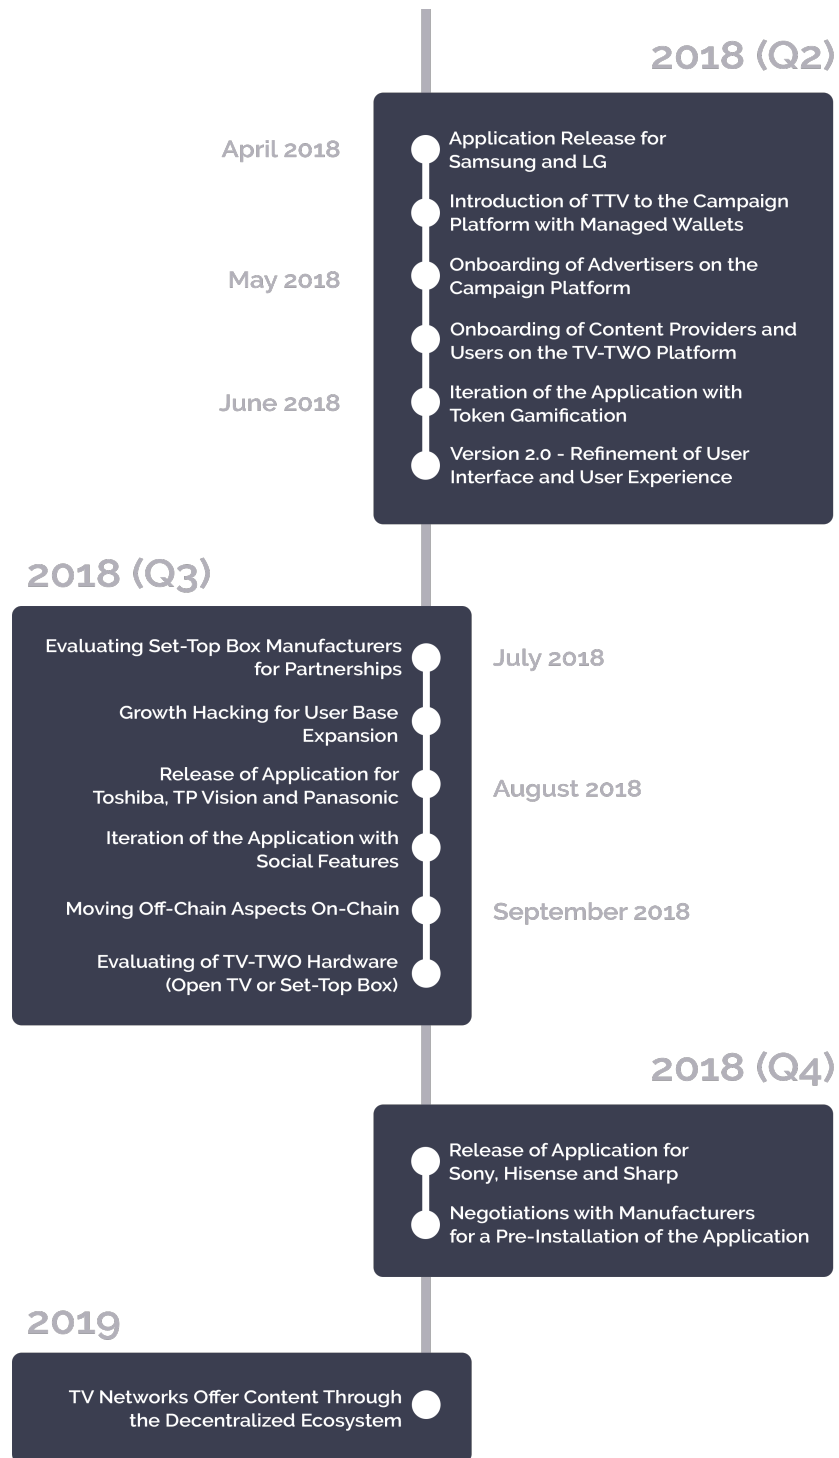 2018 (Q2)
April 2018
Application Release for
Samsung and LG
Introduction of TTV to the Campaign
Platform with Managed Wallets
May 2018
Onboarding of Advertisers on the
Campaign Platform
Onboarding of Content Providers and
Users on the TV-TWO Platform
June 2018
Iteration of the Application with
Token Gamification
Version 2.0 - Refinement of User
Interface and User Experience
2018 (Q3)
Evaluating Set-Top Box Manufacturers
for Partnerships
July 2018
Growth Hacking for User Base
Expansion
Release of Application for
Toshiba, TP Vision and Panasonic
August 2018
Iteration of the Application with
Social Features
Moving Off-Chain Aspects On-Chain
September 2018
Evaluating of TV-TWO Hardware
(Open TV or Set-Top Box)
2018 (Q4)
Release of Application for
Sony, Hisense and Sharp
Negotiations with Manufacturers
for a Pre-Installation of the Application
2019
TV Networks Offer Content Through
the Decentralized Ecosystem